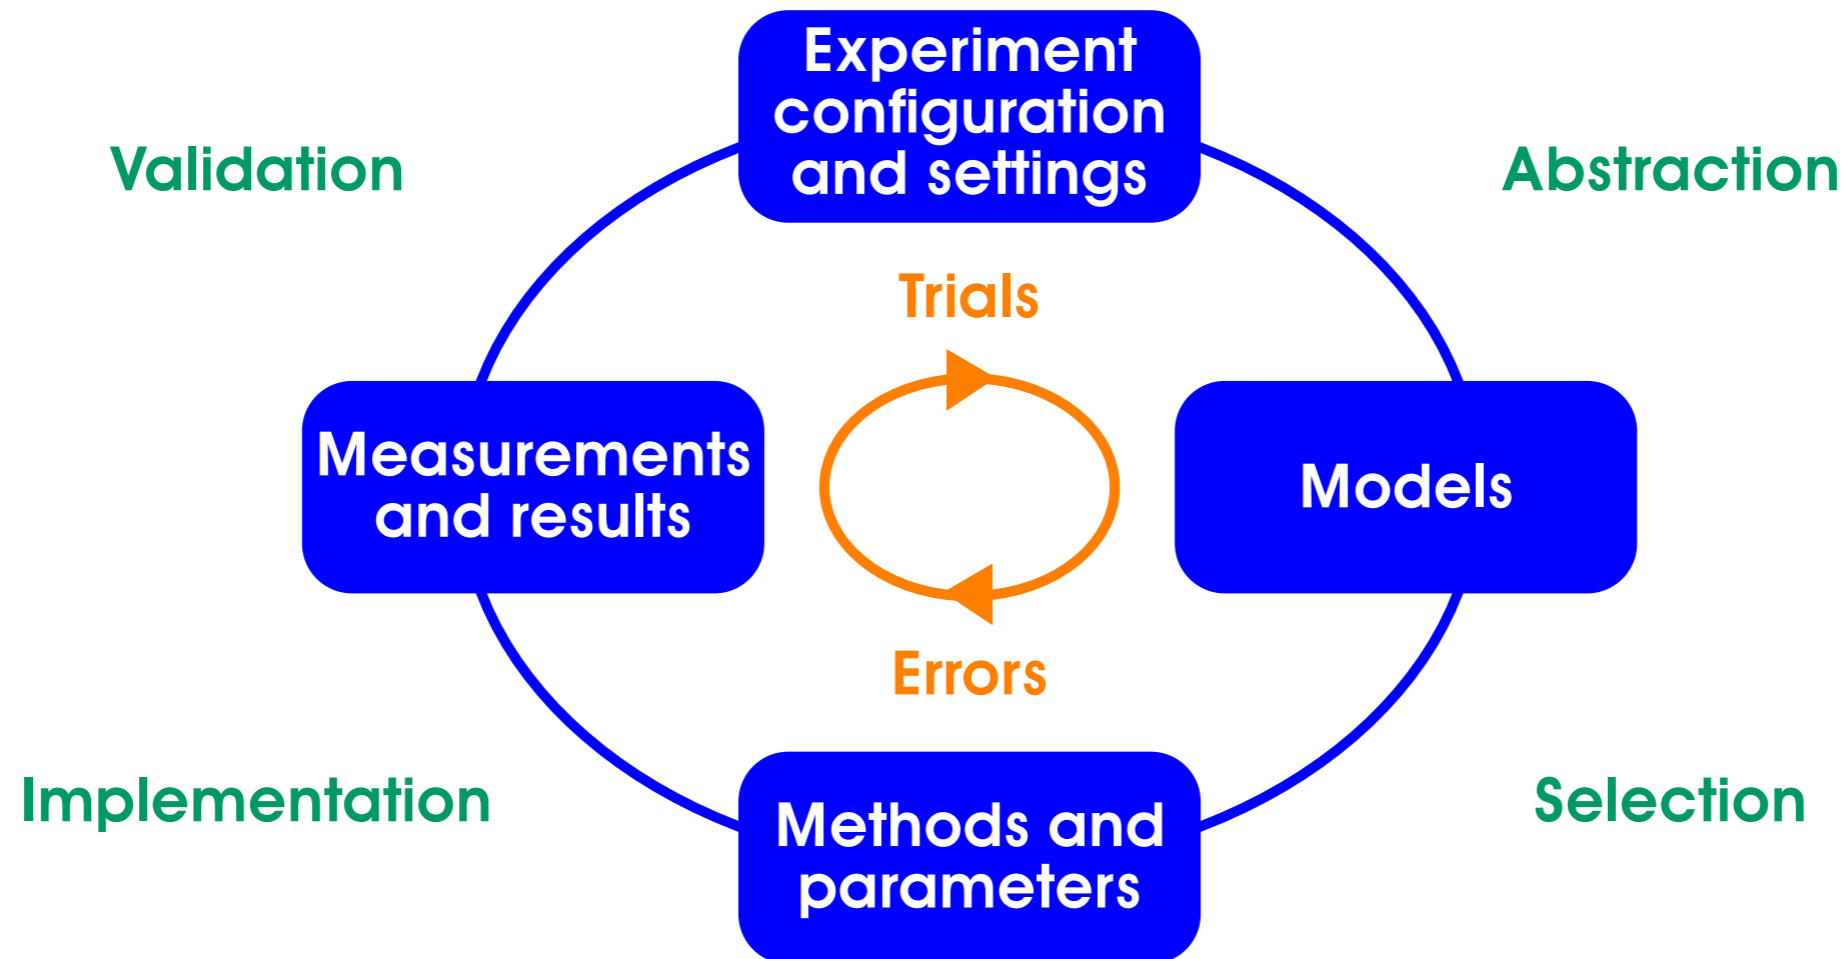 Experiment
configuration
and settings
Validation
Abstraction
Trials
Measurements
and results
Models
Errors
Implementation
Selection
Methods and
parameters